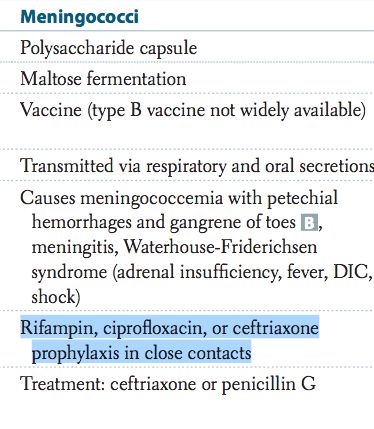 Meningococci
Polysaccharide capsule
Maltose fermentation
Vaccine (type B vaccine not widely available)
Transmitted via respiratory and oral secretions
Causes meningococcemia with petechial
hemorrhages and gangrene of toes B,
meningitis, Waterhouse-Friderichsen
syndrome (adrenal insufficiency, fever, DIC,
shock)
Rifampin, ciprofloxacin, or ceftriaxone
prophylaxis in close contacts
Treatment: ceftriaxone or penicillin G